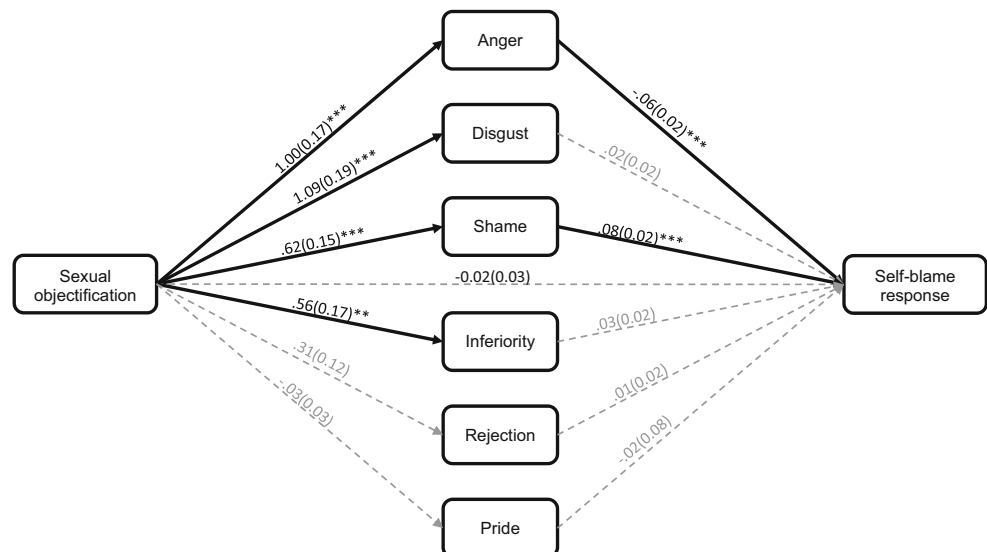 Anger
-.06(0.02)***
1.00(0.17)***
Disgust
.02(0.02)
1.09(0.19)***
Shame
.08(0.02)***
.62(0.15)***
Sexual
objectification
-0.02(0.03)
Self-blame
response
.56(0.17)**
Inferiority
.03(0.02)
.31(0.12)
Rejection
.01(0.02)
-.03(0.03)
Pride
-.02(0.08)